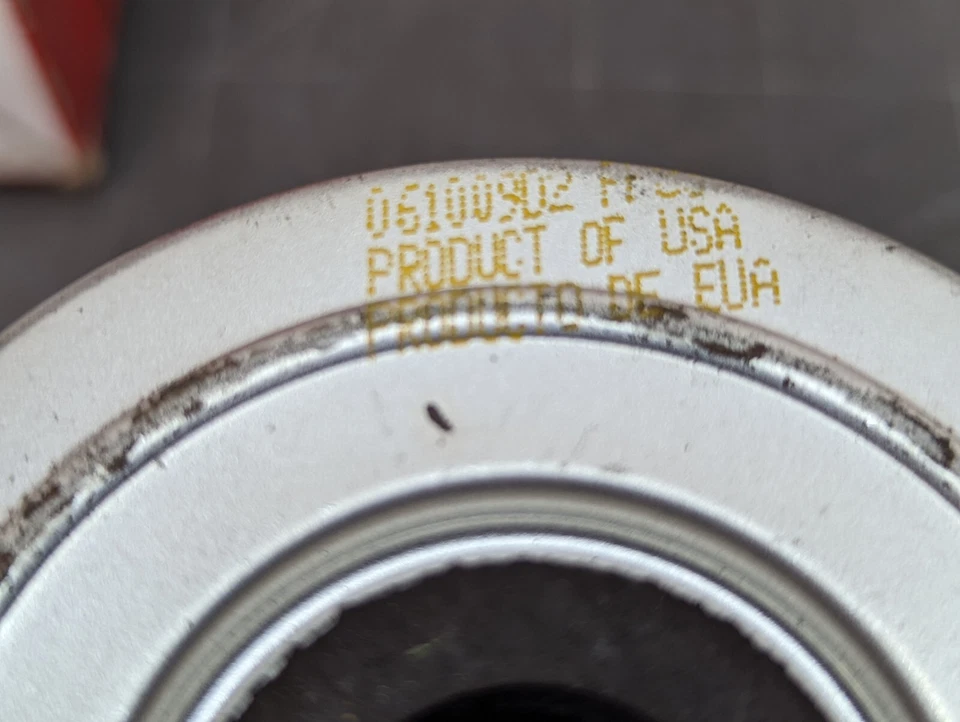 06100902
PRODUCT OF USA
PRODUCTO DE EUA